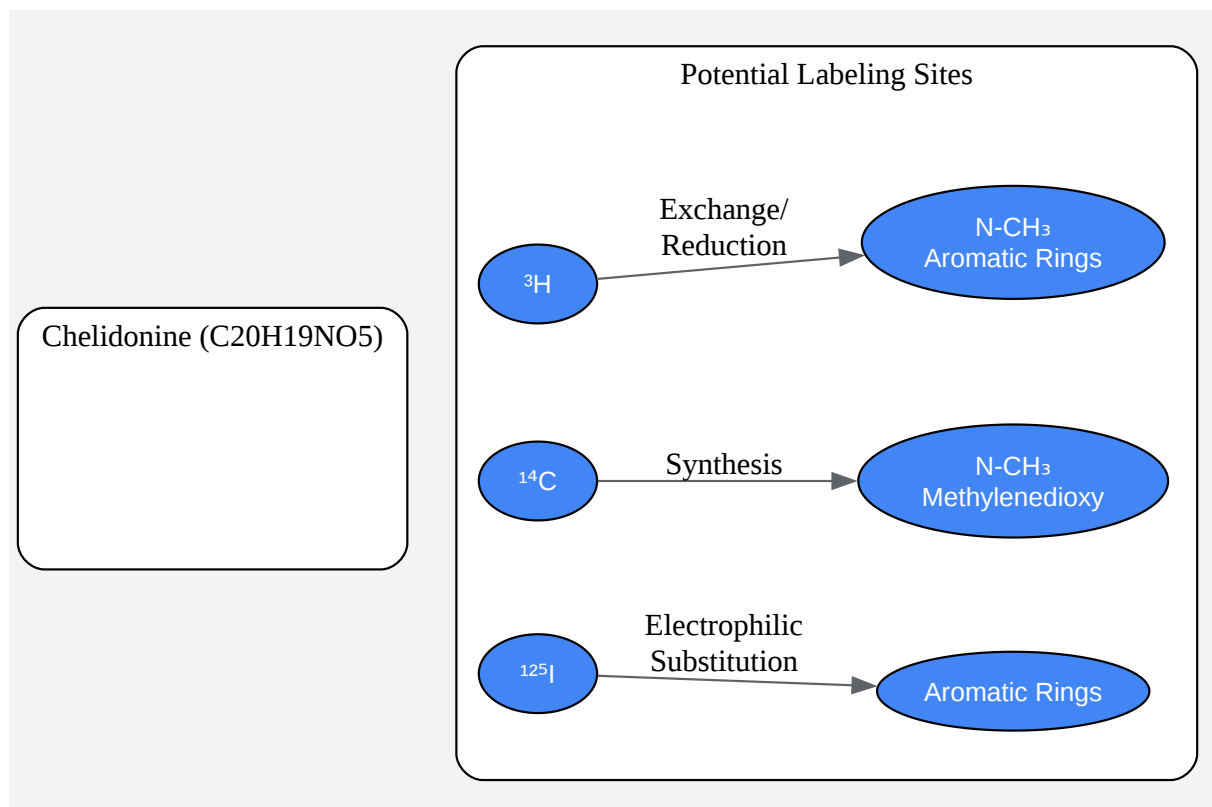 Chelidonine (C20H19NO5)
Potential Labeling Sites
³H
Exchange/
Reduction
N-CH₃
Aromatic Rings
¹⁴C
Synthesis
N-CH₃
Methylenedioxy
¹²⁵I
Electrophilic
Substitution
Aromatic Rings